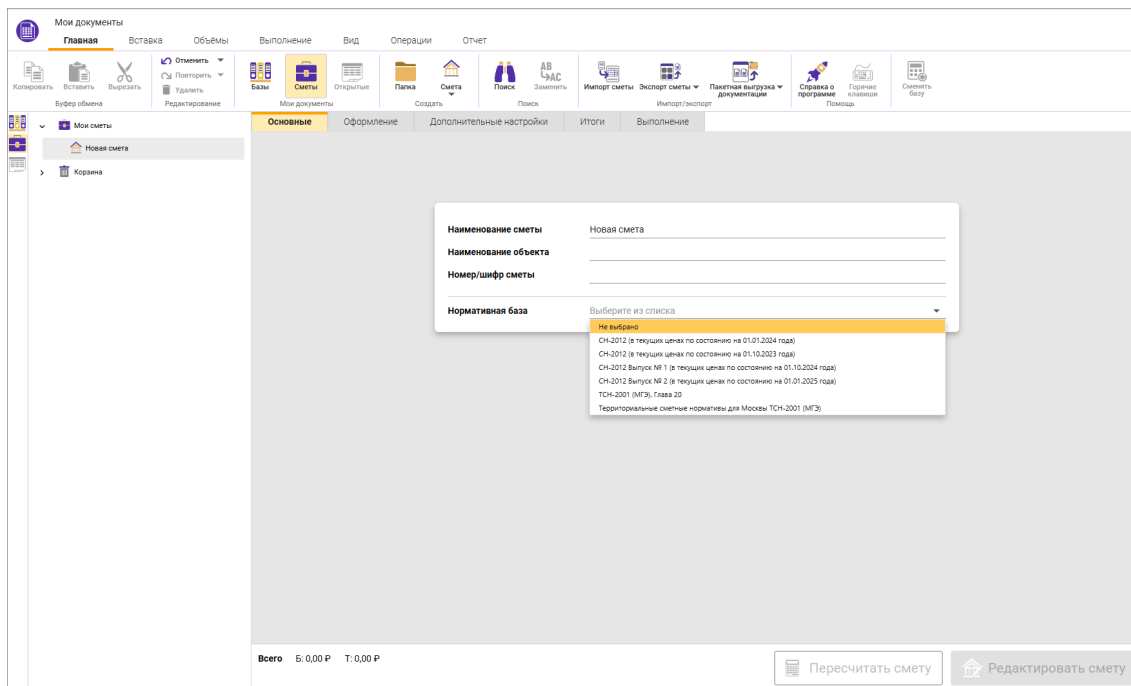 Мои документы
Главная Вставка Объёмы Выполнение Вид Операции Отчет
Копировать Вставить Вырезать
Буфер обмена
Отменить
Повторить
Удалить
Редактирование
Базы Сметы Открытые
Мои документы
Папка Смета
Создать
Поиск Заменить
AB
AC
Поиск
Импорт сметы Экспорт сметы Пакетная выгрузка документации
Импорт/экспорт
Справка о программе Горячие клавиши
Помощь
Сменить базу
Мои сметы
Новая смета
Корзина
Основные Оформление Дополнительные настройки Итоги Выполнение
Наименование сметы Новая смета
Наименование объекта
Номер/шифр сметы
Нормативная база Выберите из списка
Не выбрано
СН-2012 (в текущих ценах по состоянию на 01.01.2024 года)
СН-2012 (в текущих ценах по состоянию на 01.10.2023 года)
СН-2012 Выпуск № 1 (в текущих ценах по состоянию на 01.10.2024 года)
СН-2012 Выпуск № 2 (в текущих ценах по состоянию на 01.01.2025 года)
ТСН-2001 (МГЭ). Глава 20
Территориальные сметные нормативы для Москвы ТСН-2001 (МГЭ)
Всего Б: 0,00 ₽ Т: 0,00 ₽
Пересчитать смету Редактировать смету